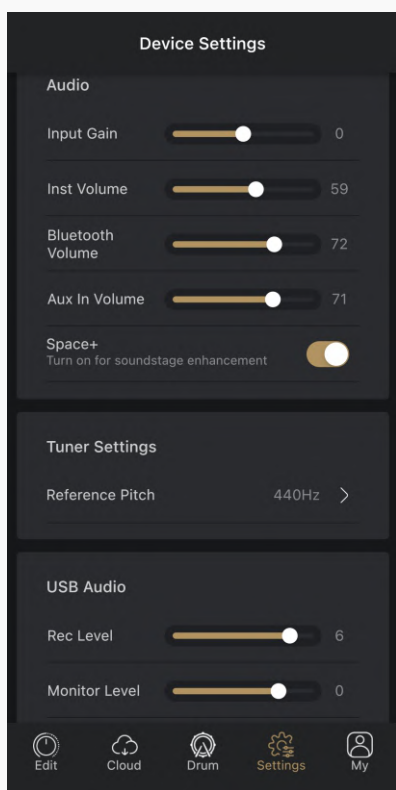 Device Settings
Audio
Input Gain 0
Inst Volume 59
Bluetooth
Volume 72
Aux In Volume 71
Space+
Turn on for soundstage enhancement
Tuner Settings
Reference Pitch 440Hz
USB Audio
Rec Level 6
Monitor Level 0
Edit Cloud Drum Settings My